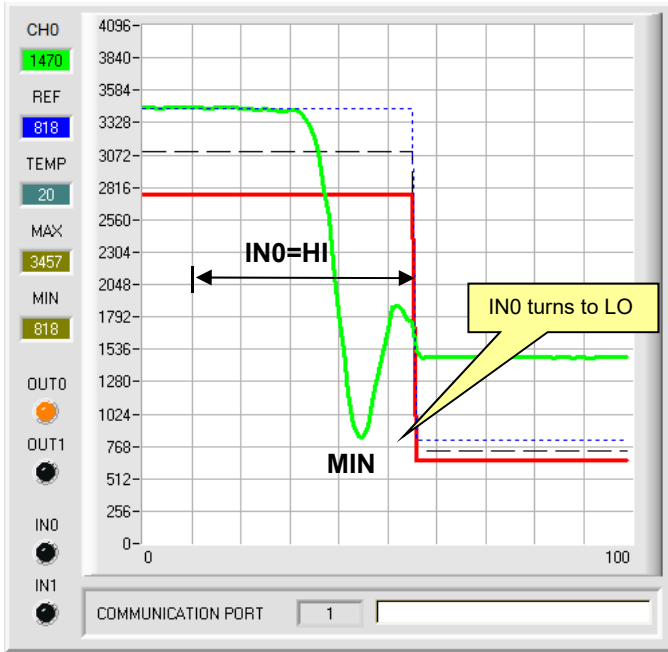 CH0
1470
REF
818
TEMP
20
MAX
3457
MIN
818
OUT0
OUT1
IN0
IN1
4096-
3840-
3584-
3328-
3072-
2816-
2560-
2304-
2048-
1792-
1536-
1280-
1024-
768-
512-
256-
0-
0
100
IN0=HI
IN0 turns to LO
MIN
COMMUNICATION PORT
1